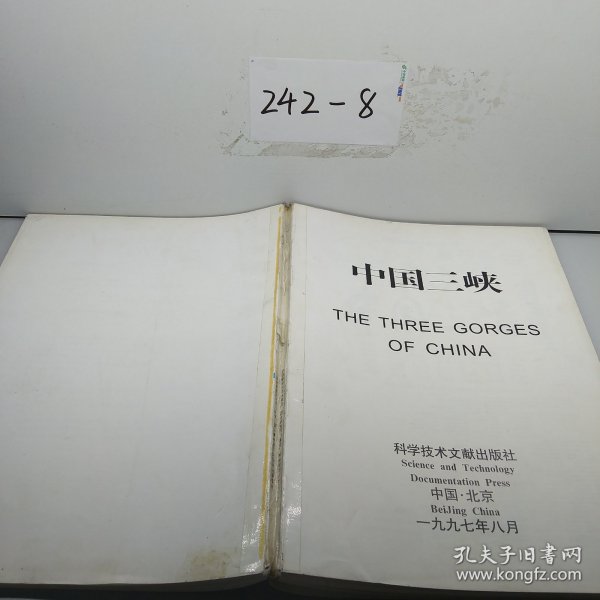 242-8
中国三峡
THE THREE GORGES
OF CHINA
科学技术文献出版社
Science and Technology
Documentation Press
中国·北京
BeiJing China
一九九七年八月
孔夫子旧书网
www.kongfz.com